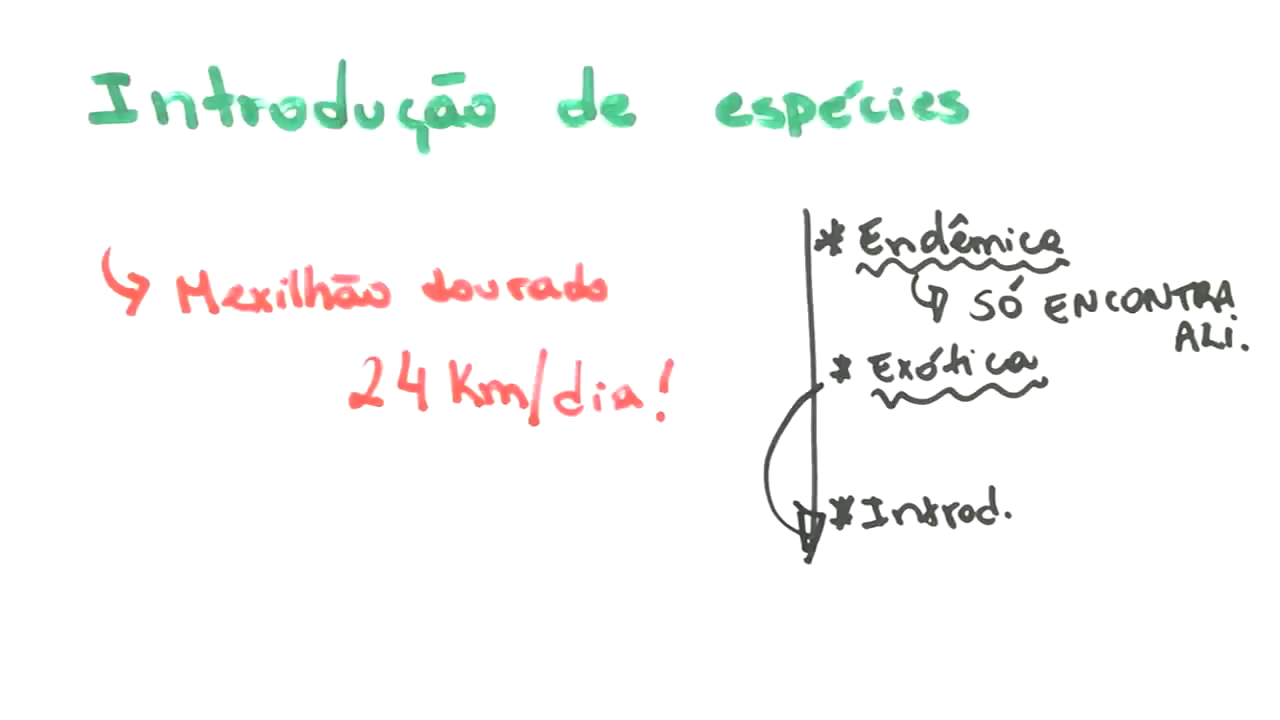 Introdução de espécies
Mexilhão dourado
24 Km/dia!
* Endêmica
SÓ ENCONTRA
ALI.
* Exótica
* Introd.